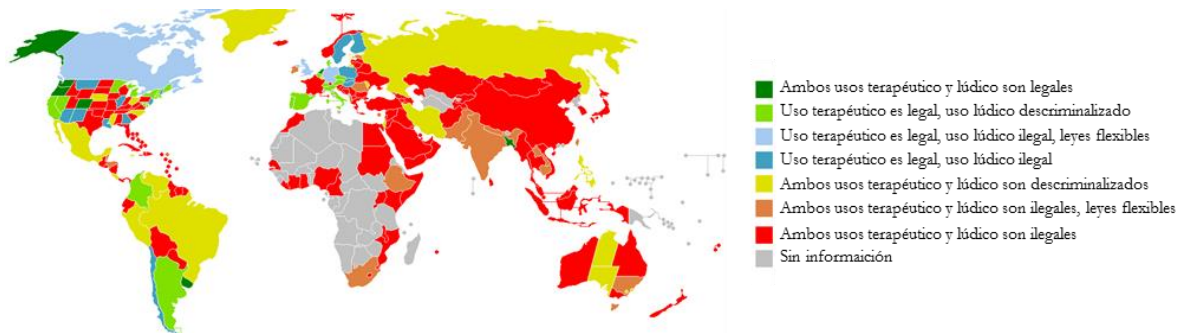 Ambos usos terapéutico y lúdico son legales
Uso terapéutico es legal, uso lúdico descriminalizado
Uso terapéutico es legal, uso lúdico ilegal, leyes flexibles
Uso terapéutico es legal, uso lúdico ilegal
Ambos usos terapéutico y lúdico son descriminalizados
Ambos usos terapéutico y lúdico son ilegales, leyes flexibles
Ambos usos terapéutico y lúdico son ilegales
Sin informaición